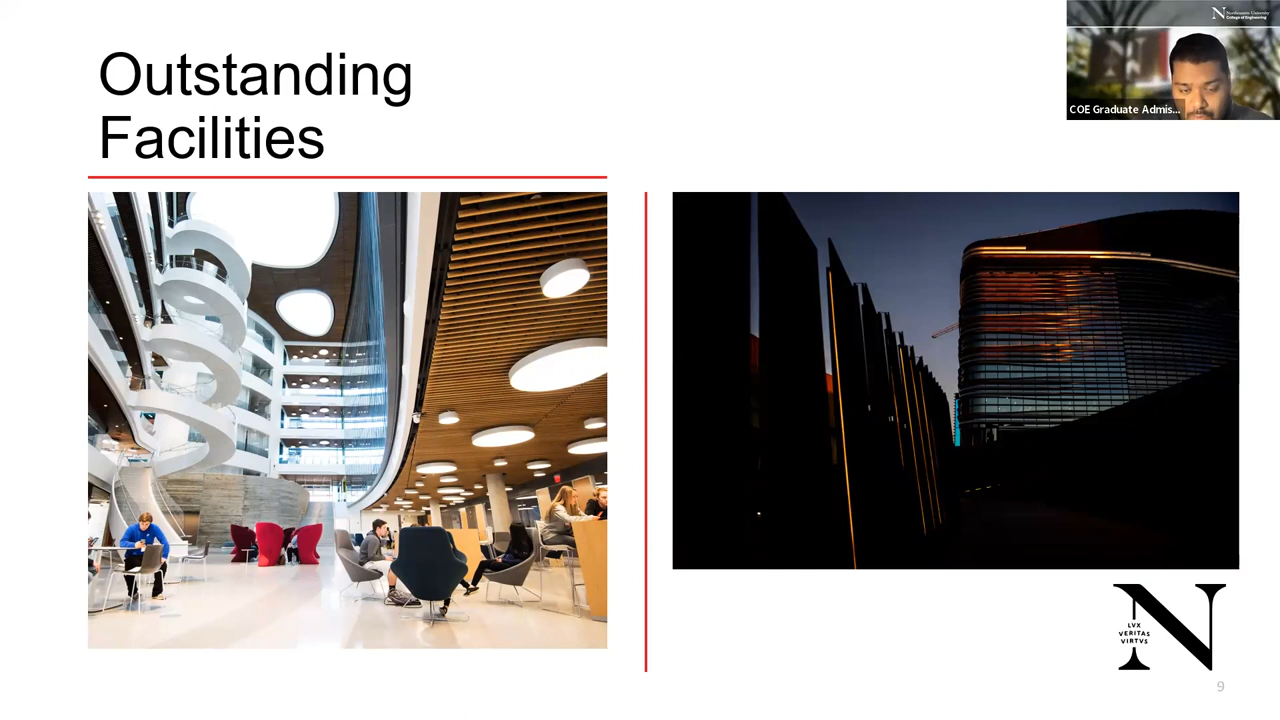 Outstanding
Facilities
Northeastern University
College of Engineering
COE Graduate Admis...
LVX
VERITAS
VIRTVS
9